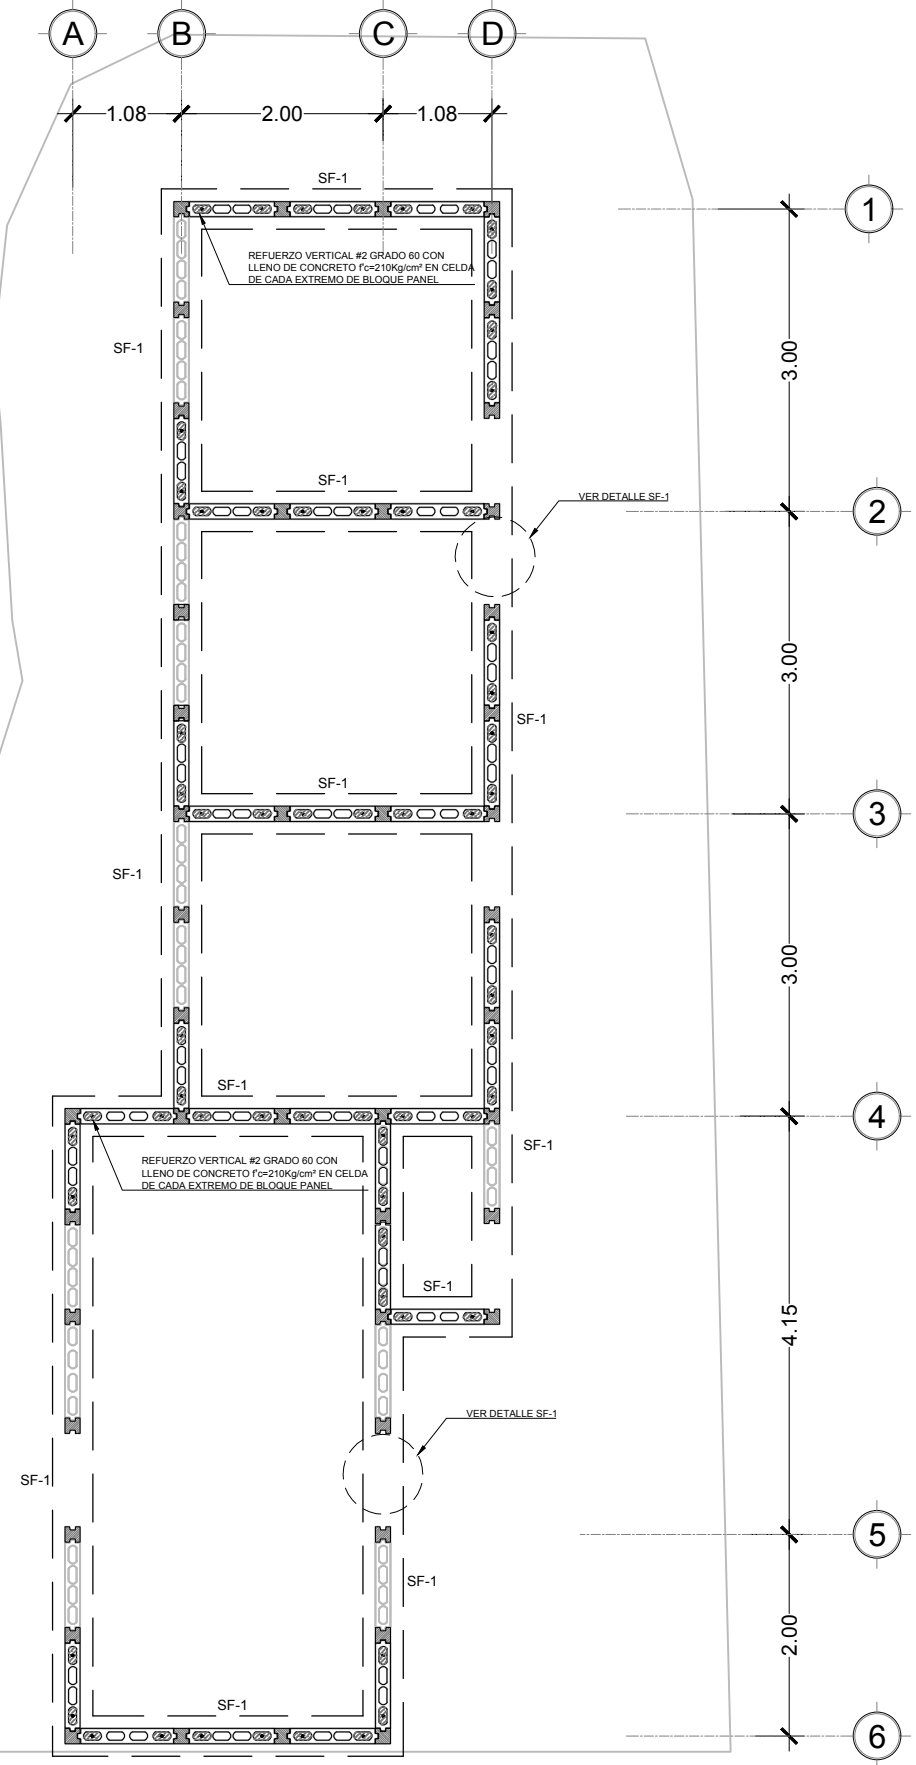 A B C D
1.08 2.00 1.08
SF-1
1
REFUERZO VERTICAL #2 GRADO 60 CON
LLENO DE CONCRETO f'c=210Kg/cm² EN CELDA
DE CADA EXTREMO DE BLOQUE PANEL
SF-1
3.00
SF-1
VER DETALLE SF-1
2
3.00
SF-1
SF-1
3
SF-1
3.00
SF-1
4
SF-1
REFUERZO VERTICAL #2 GRADO 60 CON
LLENO DE CONCRETO f'c=210Kg/cm² EN CELDA
DE CADA EXTREMO DE BLOQUE PANEL
SF-1
4.15
VER DETALLE SF-1
SF-1
5
SF-1
2.00
SF-1
6